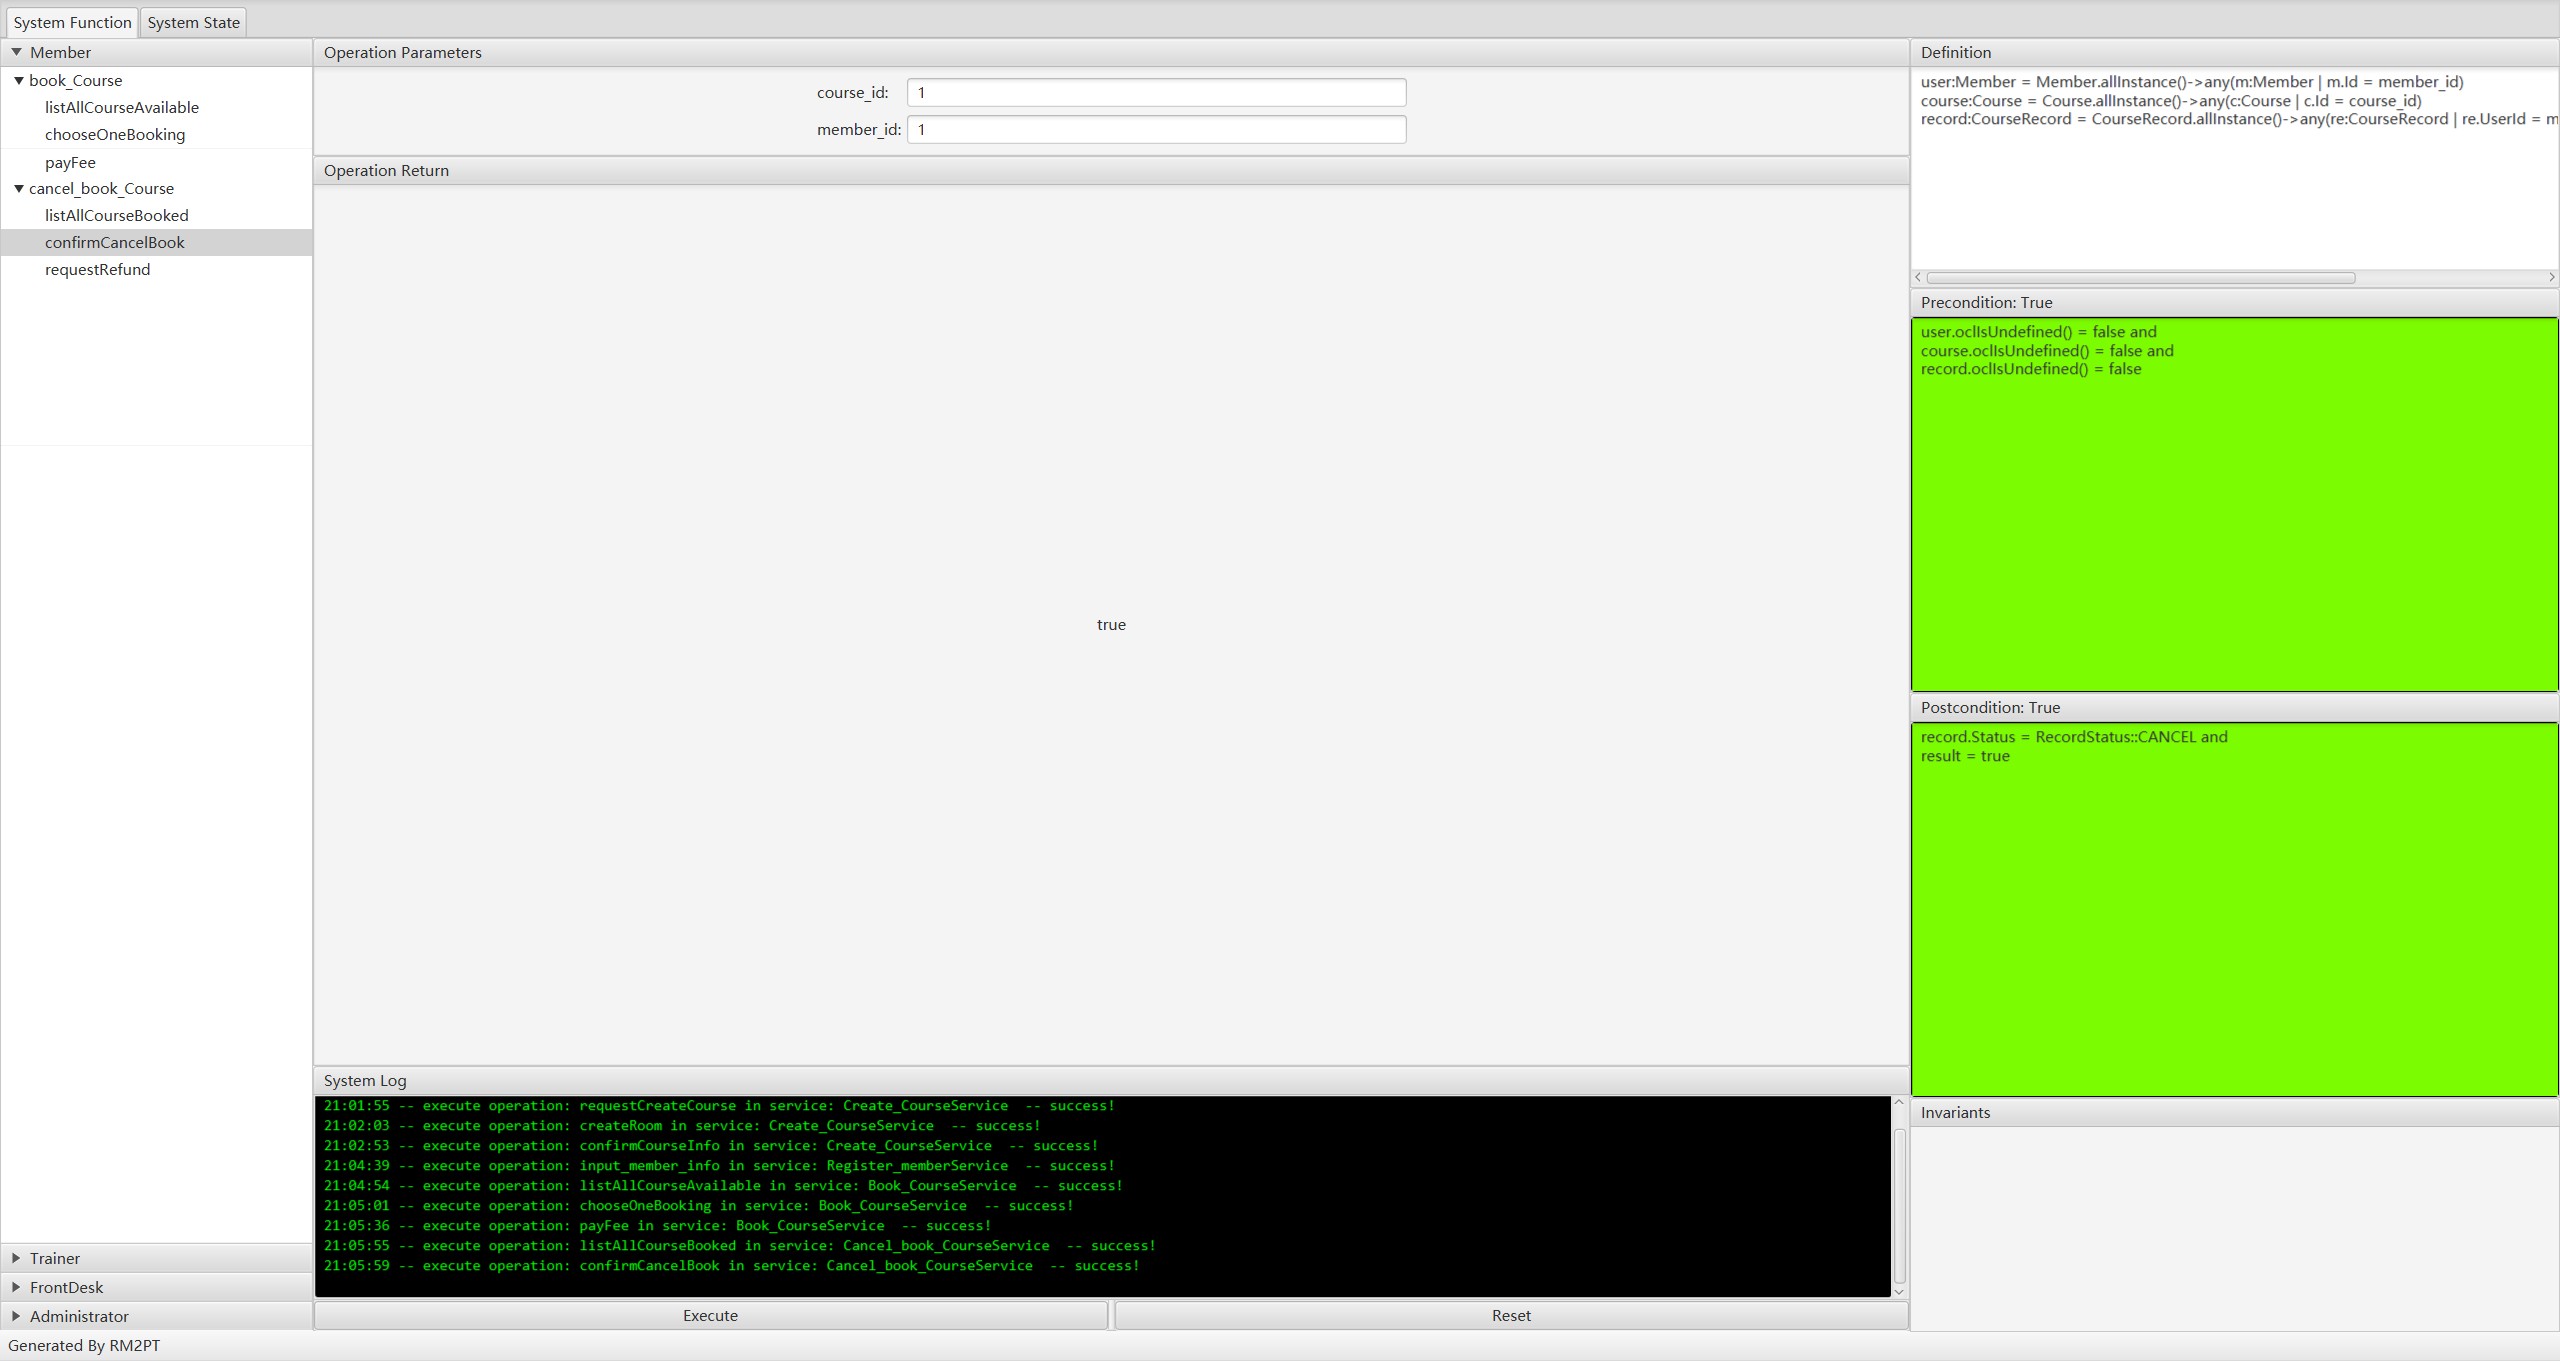 System Function
System State
Member
book_Course
listAllCourseAvailable
chooseOneBooking
payFee
cancel_book_Course
listAllCourseBooked
confirmCancelBook
requestRefund
Trainer
FrontDesk
Administrator
Operation Parameters
course_id: 1
member_id: 1
Operation Return
true
System Log
21:01:55 -- execute operation: requestCreateCourse in service: Create_CourseService  -- success!
21:02:03 -- execute operation: createRoom in service: Create_CourseService  -- success!
21:02:53 -- execute operation: confirmCourseInfo in service: Create_CourseService  -- success!
21:04:39 -- execute operation: input_member_info in service: Register_memberService  -- success!
21:04:54 -- execute operation: listAllCourseAvailable in service: Book_CourseService  -- success!
21:05:01 -- execute operation: chooseOneBooking in service: Book_CourseService  -- success!
21:05:36 -- execute operation: payFee in service: Book_CourseService  -- success!
21:05:55 -- execute operation: listAllCourseBooked in service: Cancel_book_CourseService  -- success!
21:05:59 -- execute operation: confirmCancelBook in service: Cancel_book_CourseService  -- success!
Execute
Reset
Definition
user:Member = Member.allInstance()->any(m:Member | m.Id = member_id)
course:Course = Course.allInstance()->any(c:Course | c.Id = course_id)
record:CourseRecord = CourseRecord.allInstance()->any(re:CourseRecord | re.UserId = m
Precondition: True
user.oclIsUndefined() = false and
course.oclIsUndefined() = false and
record.oclIsUndefined() = false
Postcondition: True
record.Status = RecordStatus::CANCEL and
result = true
Invariants
Generated By RM2PT